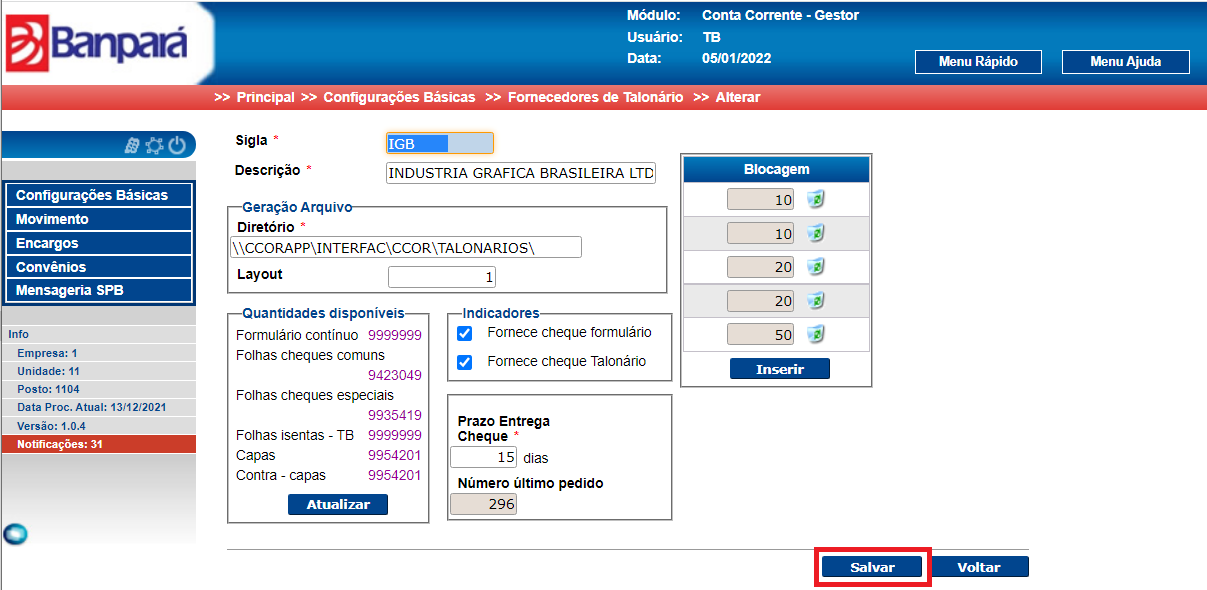 Banpará
Módulo: Conta Corrente - Gestor
Usuário: TB
Data: 05/01/2022
Menu Rápido
Menu Ajuda
>> Principal >> Configurações Básicas >> Fornecedores de Talonário >> Alterar
Configurações Básicas
Movimento
Encargos
Convênios
Mensageria SPB
Info
Empresa: 1
Unidade: 11
Posto: 1104
Data Proc. Atual: 13/12/2021
Versão: 1.0.4
Notificações: 31
Sigla * IGB
Descrição * INDUSTRIA GRAFICA BRASILEIRA LTD
Geração Arquivo
Diretório *
\\CCORAPP\INTERFAC\CCOR\TALONARIOS\
Layout 1
Quantidades disponíveis
Formulário contínuo 9999999
Folhas cheques comuns
9423049
Folhas cheques especiais
9935419
Folhas isentas - TB 9999999
Capas 9954201
Contra - capas 9954201
Atualizar
Indicadores
Fornece cheque formulário
Fornece cheque Talonário
Prazo Entrega
Cheque *
15 dias
Número último pedido
296
Blocagem
10
10
20
20
50
Inserir
Salvar
Voltar